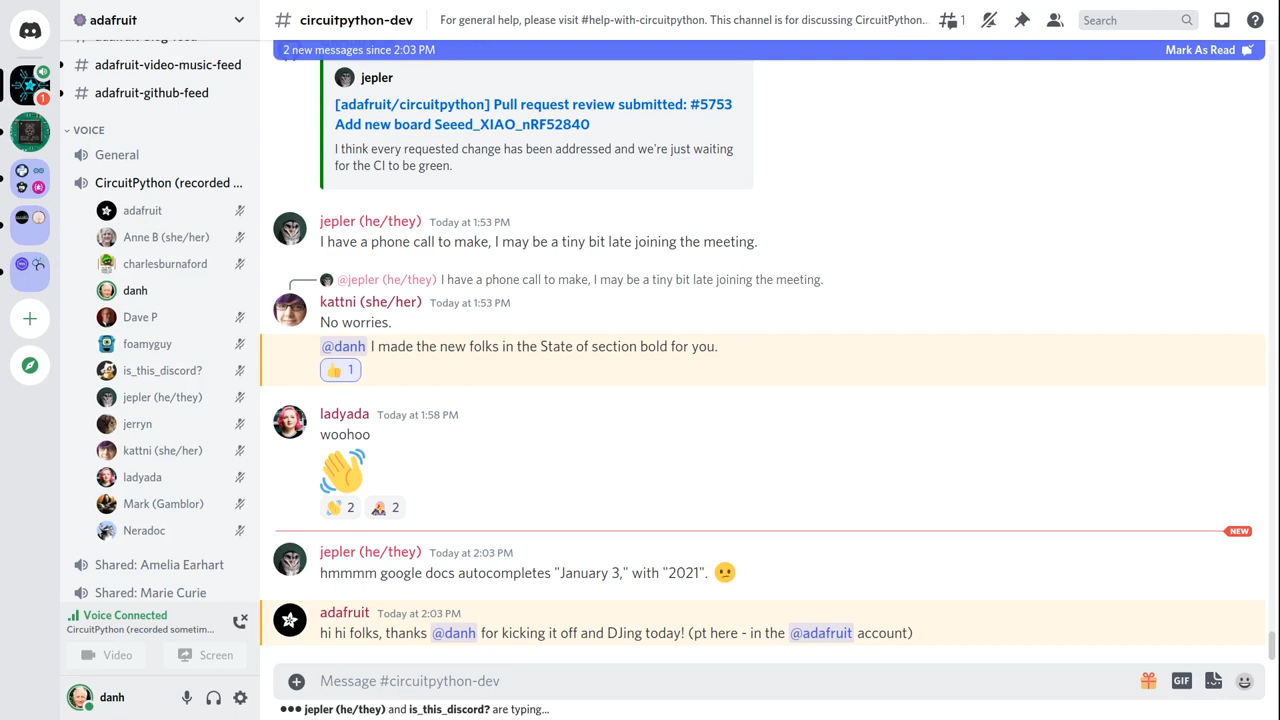 adafruit
circuitpython-dev
For general help, please visit #help-with-circuitpython. This channel is for discussing CircuitPython...
1
Search
2 new messages since 2:03 PM
Mark As Read
adafruit-video-music-feed
adafruit-github-feed
1
VOICE
General
CircuitPython (recorded ...
adafruit
Anne B (she/her)
charlesburnaford
danh
Dave P
foamyguy
is_this_discord?
jepler (he/they)
jerryn
kattni (she/her)
ladyada
Mark (Gamblor)
Neradoc
Shared: Amelia Earhart
Shared: Marie Curie
Voice Connected
CircuitPython (recorded sometim...
Video
Screen
danh
jepler
[adafruit/circuitpython] Pull request review submitted: #5753
Add new board Seeed_XIAO_nRF52840
I think every requested change has been addressed and we're just waiting
for the CI to be green.
jepler (he/they) Today at 1:53 PM
I have a phone call to make, I may be a tiny bit late joining the meeting.
@jepler (he/they) I have a phone call to make, I may be a tiny bit late joining the meeting.
kattni (she/her) Today at 1:53 PM
No worries.
@danh I made the new folks in the State of section bold for you.
1
ladyada Today at 1:58 PM
woohoo
2 2
NEW
jepler (he/they) Today at 2:03 PM
hmmmm google docs autocompletes "January 3," with "2021".
adafruit Today at 2:03 PM
hi hi folks, thanks @danh for kicking it off and DJing today! (pt here - in the @adafruit account)
Message #circuitpython-dev
GIF
jepler (he/they) and is_this_discord? are typing...